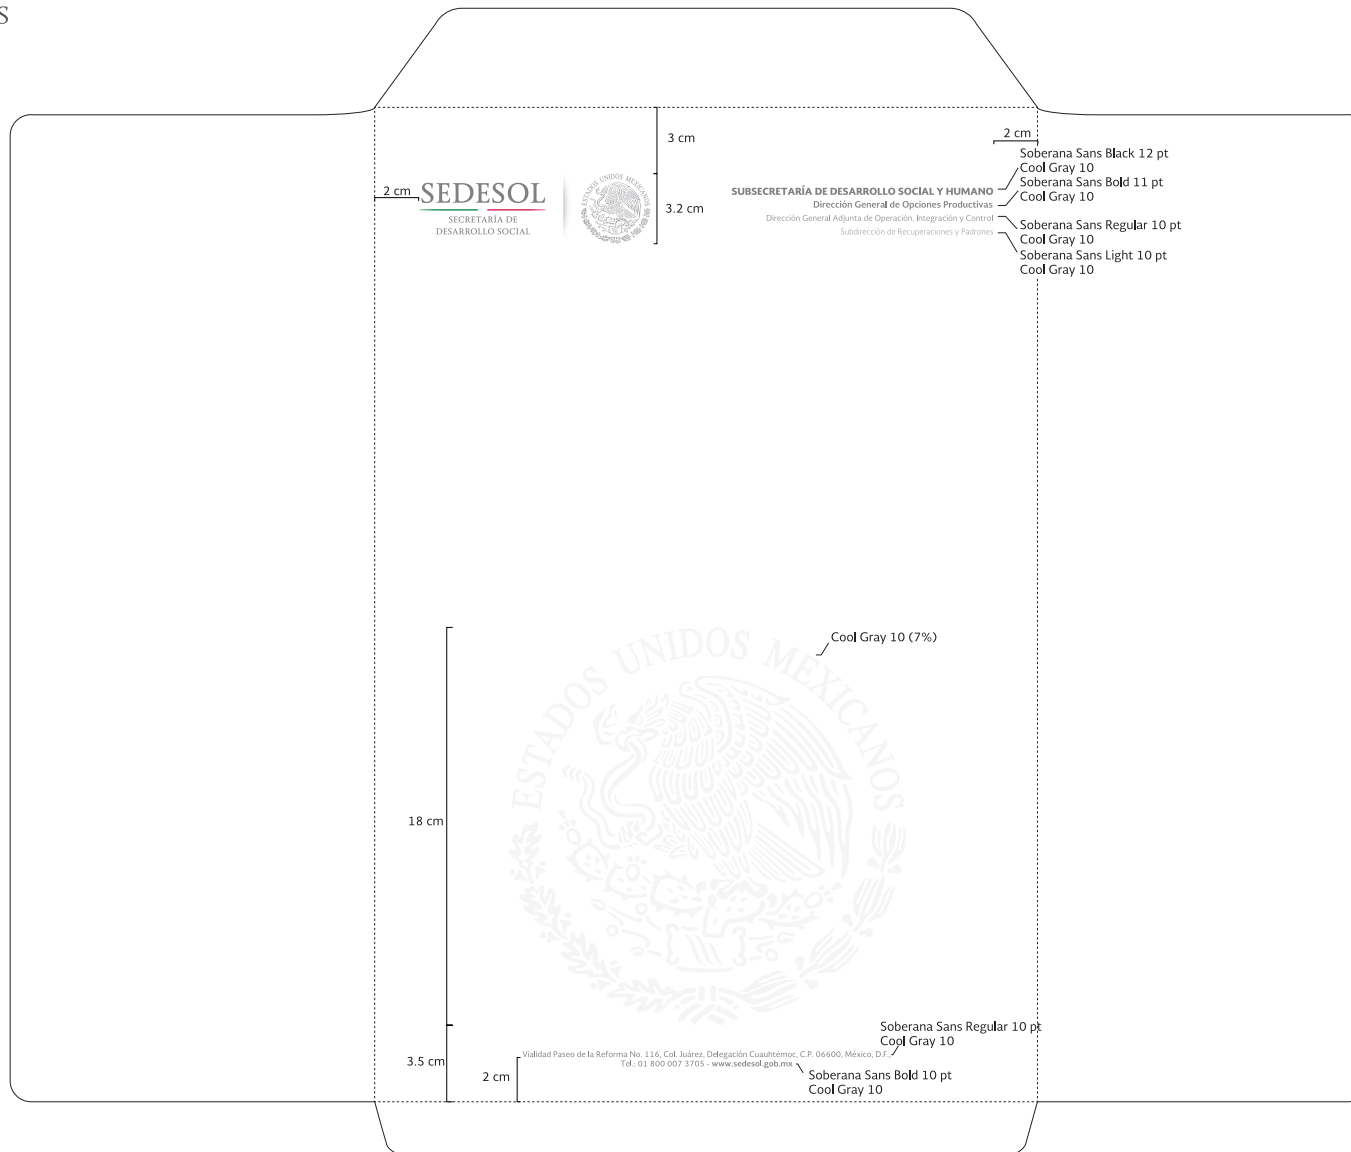 S
3 cm
2 cm
Soberana Sans Black 12 pt
Cool Gray 10
Soberana Sans Bold 11 pt
Cool Gray 10
2 cm
SEDESOL
SECRETARÍA DE
DESARROLLO SOCIAL
ESTADOS UNIDOS MEXICANOS
3.2 cm
SUBSECRETARÍA DE DESARROLLO SOCIAL Y HUMANO
Dirección General de Opciones Productivas
Dirección General Adjunta de Operación, Integración y Control
Subdirección de Recuperaciones y Padrones
Soberana Sans Regular 10 pt
Cool Gray 10
Soberana Sans Light 10 pt
Cool Gray 10
Cool Gray 10 (7%)
ESTADOS UNIDOS MEXICANOS
18 cm
Soberana Sans Regular 10 pt
Cool Gray 10
3.5 cm
2 cm
Vialidad Paseo de la Reforma No. 116, Col. Juárez, Delegación Cuauhtémoc, C.P. 06600, México, D.F.
Tel.: 01 800 007 3705 - www.sedesol.gob.mx
Soberana Sans Bold 10 pt
Cool Gray 10